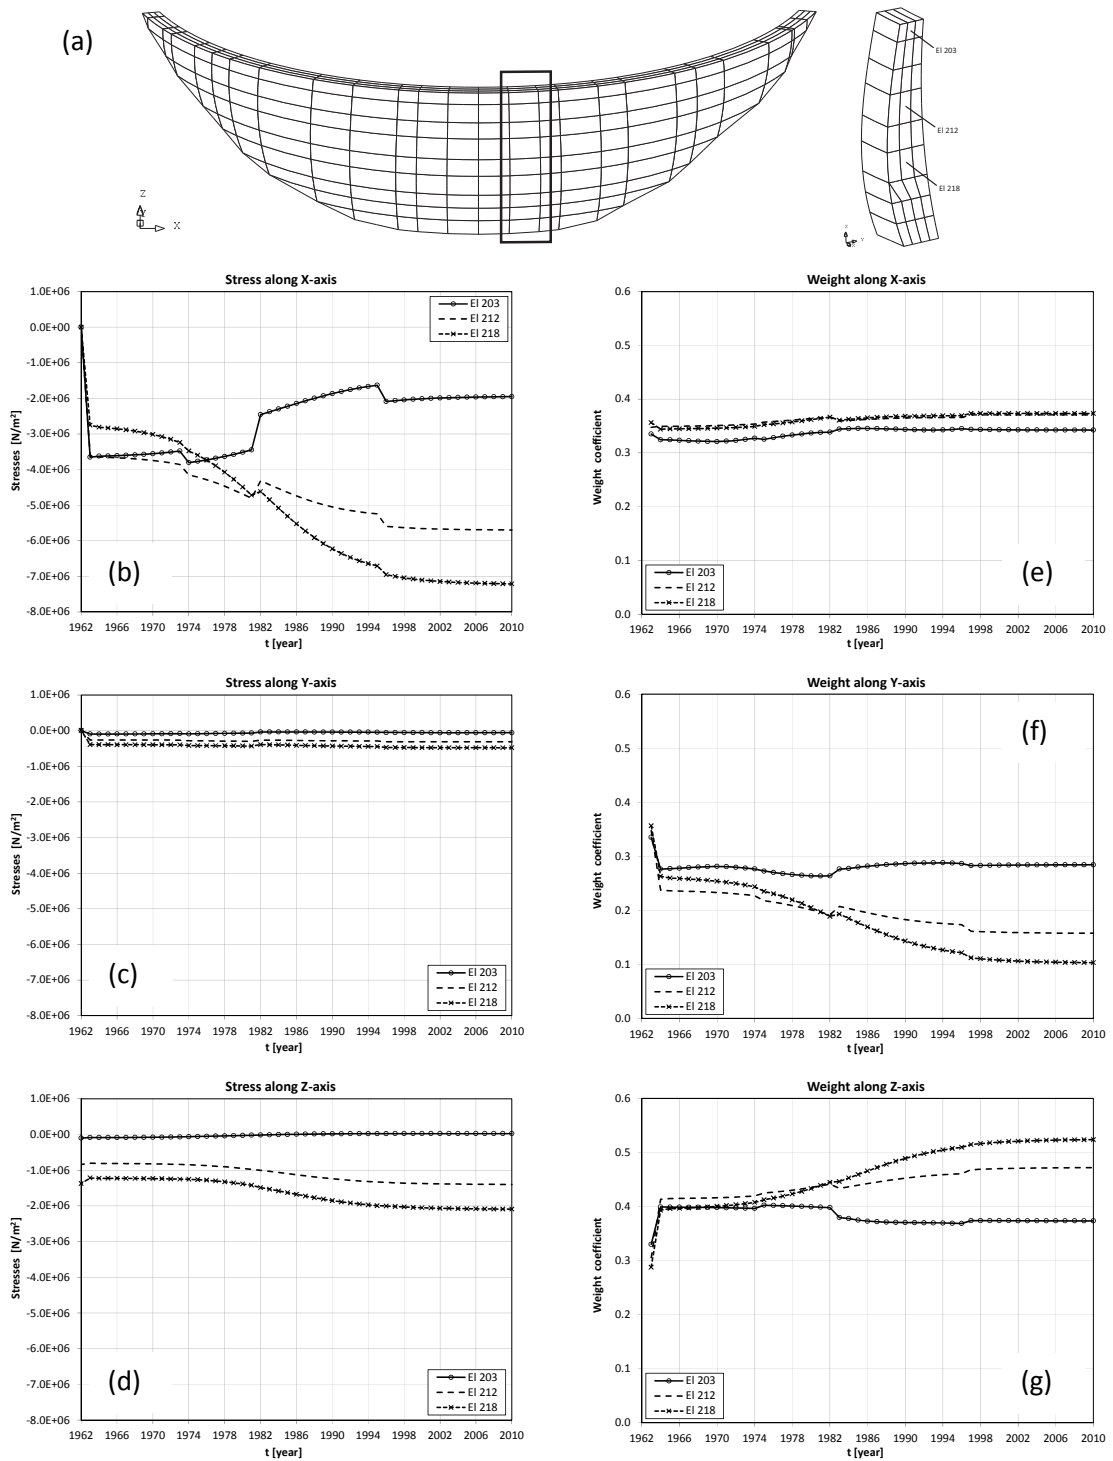 (a)
El 203
El 212
El 218
Z
Y
X
Stress along X-axis
1.0E+06
0.0E+00
-1.0E+06
-2.0E+06
-3.0E+06
-4.0E+06
-5.0E+06
-6.0E+06
-7.0E+06
-8.0E+06
Stresses [N/m²]
El 203
El 212
El 218
(b)
1962 1966 1970 1974 1978 1982 1986 1990 1994 1998 2002 2006 2010
t [year]
Weight along X-axis
0.6
0.5
0.4
0.3
0.2
0.1
0.0
Weight coefficient
El 203
El 212
El 218
(e)
1962 1966 1970 1974 1978 1982 1986 1990 1994 1998 2002 2006 2010
t [year]
Stress along Y-axis
1.0E+06
0.0E+00
-1.0E+06
-2.0E+06
-3.0E+06
-4.0E+06
-5.0E+06
-6.0E+06
-7.0E+06
-8.0E+06
Stresses [N/m²]
(c)
El 203
El 212
El 218
1962 1966 1970 1974 1978 1982 1986 1990 1994 1998 2002 2006 2010
t [year]
Weight along Y-axis
0.6
0.5
0.4
0.3
0.2
0.1
0.0
Weight coefficient
(f)
El 203
El 212
El 218
1962 1966 1970 1974 1978 1982 1986 1990 1994 1998 2002 2006 2010
t [year]
Stress along Z-axis
1.0E+06
0.0E+00
-1.0E+06
-2.0E+06
-3.0E+06
-4.0E+06
-5.0E+06
-6.0E+06
-7.0E+06
-8.0E+06
Stresses [N/m²]
(d)
El 203
El 212
El 218
1962 1966 1970 1974 1978 1982 1986 1990 1994 1998 2002 2006 2010
t [year]
Weight along Z-axis
0.6
0.5
0.4
0.3
0.2
0.1
0.0
Weight coefficient
El 203
El 212
El 218
(g)
1962 1966 1970 1974 1978 1982 1986 1990 1994 1998 2002 2006 2010
t [year]